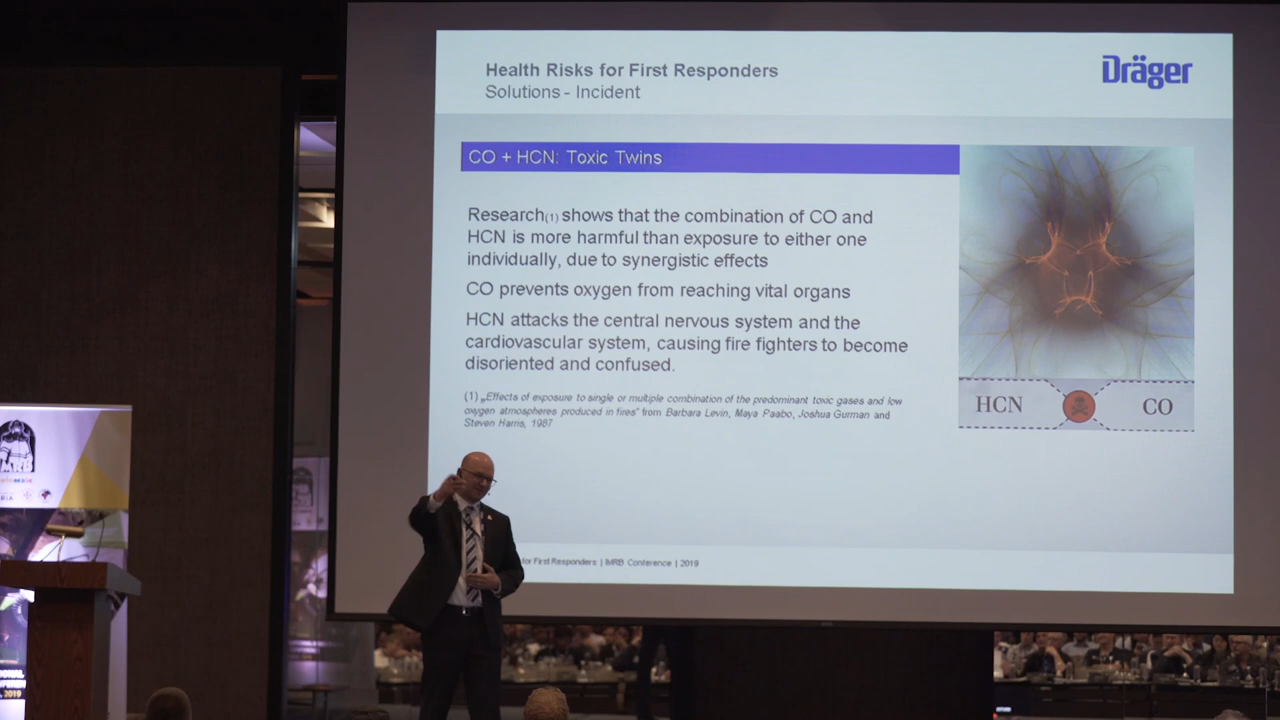 Health Risks for First Responders
Solutions - Incident
Dräger
CO + HCN: Toxic Twins
Research(1) shows that the combination of CO and
HCN is more harmful than exposure to either one
individually, due to synergistic effects
CO prevents oxygen from reaching vital organs
HCN attacks the central nervous system and the
cardiovascular system, causing fire fighters to become
disoriented and confused.
(1) „Effects of exposure to single or multiple combination of the predominant toxic gases and low
oxygen atmospheres produced in fires" from Barbara Levin, Maya Paabo, Joshua Gurman and
Steven Harris, 1987
HCN
CO
for First Responders | IMRB Conference | 2019
MRB
2019